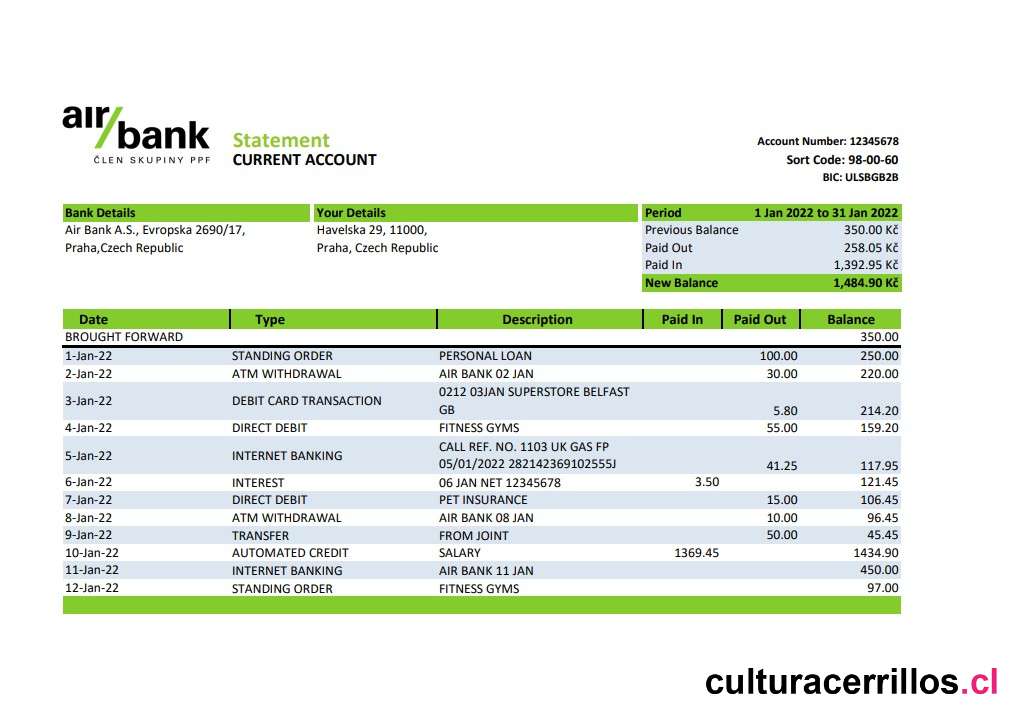 air bank
ČLEN SKUPINY PPF
Statement
CURRENT ACCOUNT
Account Number: 12345678
Sort Code: 98-00-60
BIC: ULSBGB2B
Bank Details Your Details Period 1 Jan 2022 to 31 Jan 2022
Air Bank A.S., Evropska 2690/17, Havelska 29, 11000, Previous Balance 350.00 Kč
Praha,Czech Republic Praha, Czech Republic Paid Out 258.05 Kč
Paid In 1,392.95 Kč
New Balance 1,484.90 Kč
Date Type Description Paid In Paid Out Balance
BROUGHT FORWARD 350.00
1-Jan-22 STANDING ORDER PERSONAL LOAN 100.00 250.00
2-Jan-22 ATM WITHDRAWAL AIR BANK 02 JAN 30.00 220.00
3-Jan-22 DEBIT CARD TRANSACTION 0212 03JAN SUPERSTORE BELFAST
GB 5.80 214.20
4-Jan-22 DIRECT DEBIT FITNESS GYMS 55.00 159.20
5-Jan-22 INTERNET BANKING CALL REF. NO. 1103 UK GAS FP
05/01/2022 282142369102555J 41.25 117.95
6-Jan-22 INTEREST 06 JAN NET 12345678 3.50 121.45
7-Jan-22 DIRECT DEBIT PET INSURANCE 15.00 106.45
8-Jan-22 ATM WITHDRAWAL AIR BANK 08 JAN 10.00 96.45
9-Jan-22 TRANSFER FROM JOINT 50.00 45.45
10-Jan-22 AUTOMATED CREDIT SALARY 1369.45 1434.90
11-Jan-22 INTERNET BANKING AIR BANK 11 JAN 450.00
12-Jan-22 STANDING ORDER FITNESS GYMS 97.00
culturacerrillos.cl